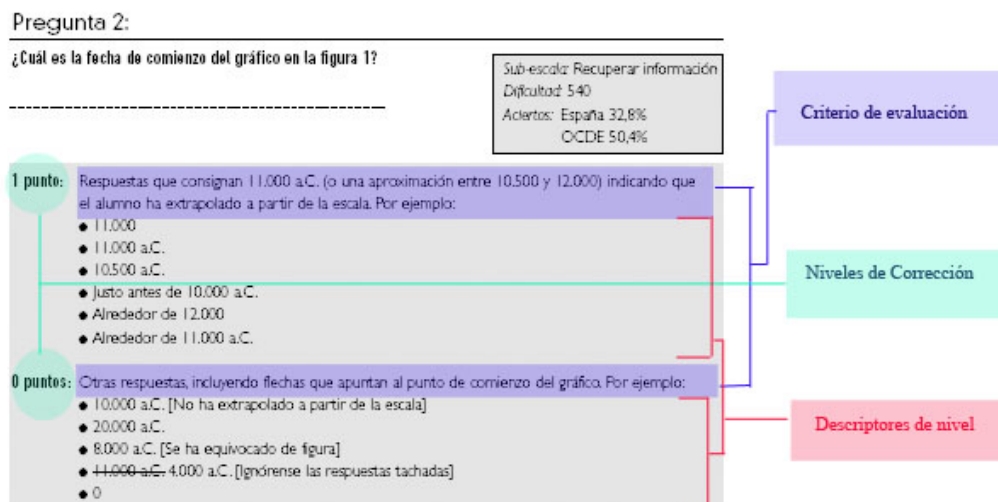 Pregunta 2:
¿Cuál es la fecha de comienzo del gráfico en la figura 1?
Sub-escala: Recuperar información
Dificultad: 540
Aciertos: España 32,8%
OCDE 50,4%
Criterio de evaluación
1 punto: Respuestas que consignan 11.000 a.C. (o una aproximación entre 10.500 y 12.000) indicando que
el alumno ha extrapolado a partir de la escala. Por ejemplo:
● 11.000
● 11.000 a.C.
● 10.500 a.C.
● Justo antes de 10.000 a.C.
● Alrededor de 12.000
● Alrededor de 11.000 a.C.
Niveles de Corrección
0 puntos: Otras respuestas, incluyendo flechas que apuntan al punto de comienzo del gráfico. Por ejemplo:
● 10.000 a.C. [No ha extrapolado a partir de la escala]
● 20.000 a.C.
● 8.000 a.C. [Se ha equivocado de figura]
● 11.000 a.C. 4.000 a.C. [Ignórense las respuestas tachadas]
● 0
Descriptores de nivel